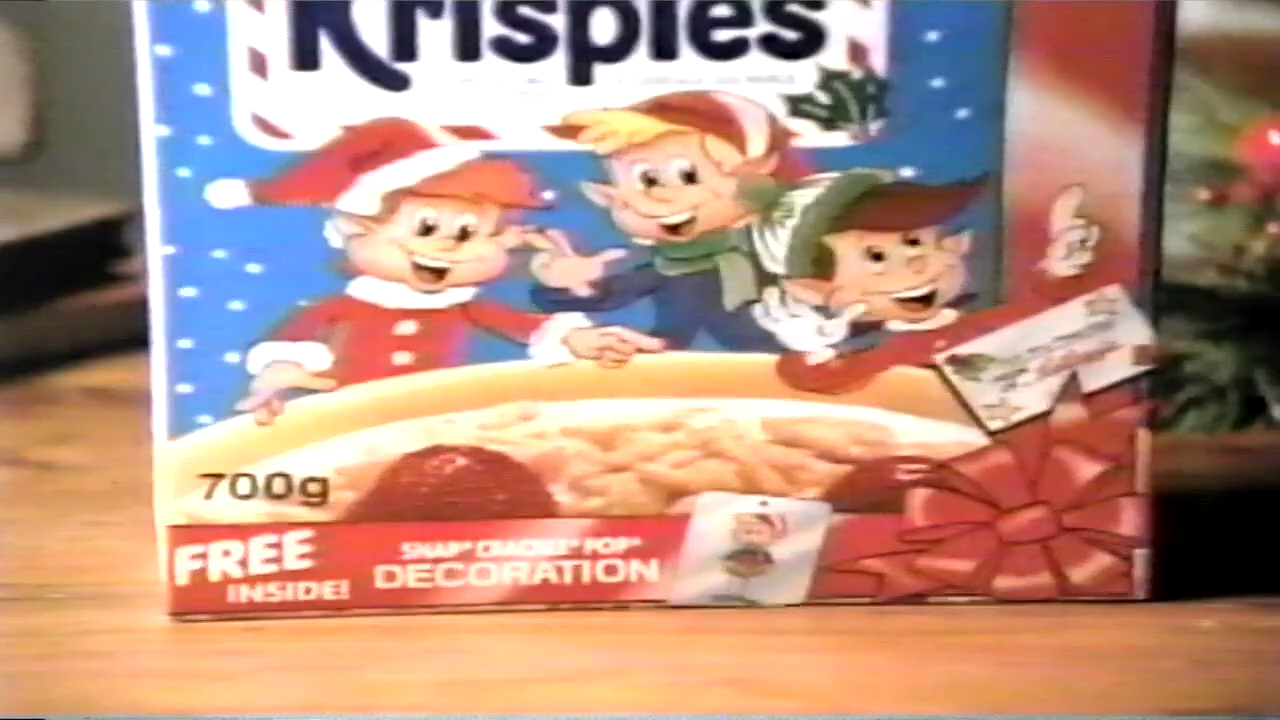 Krispies
700g
FREE
INSIDE!
SNAP* CRACKLE* POP*
DECORATION